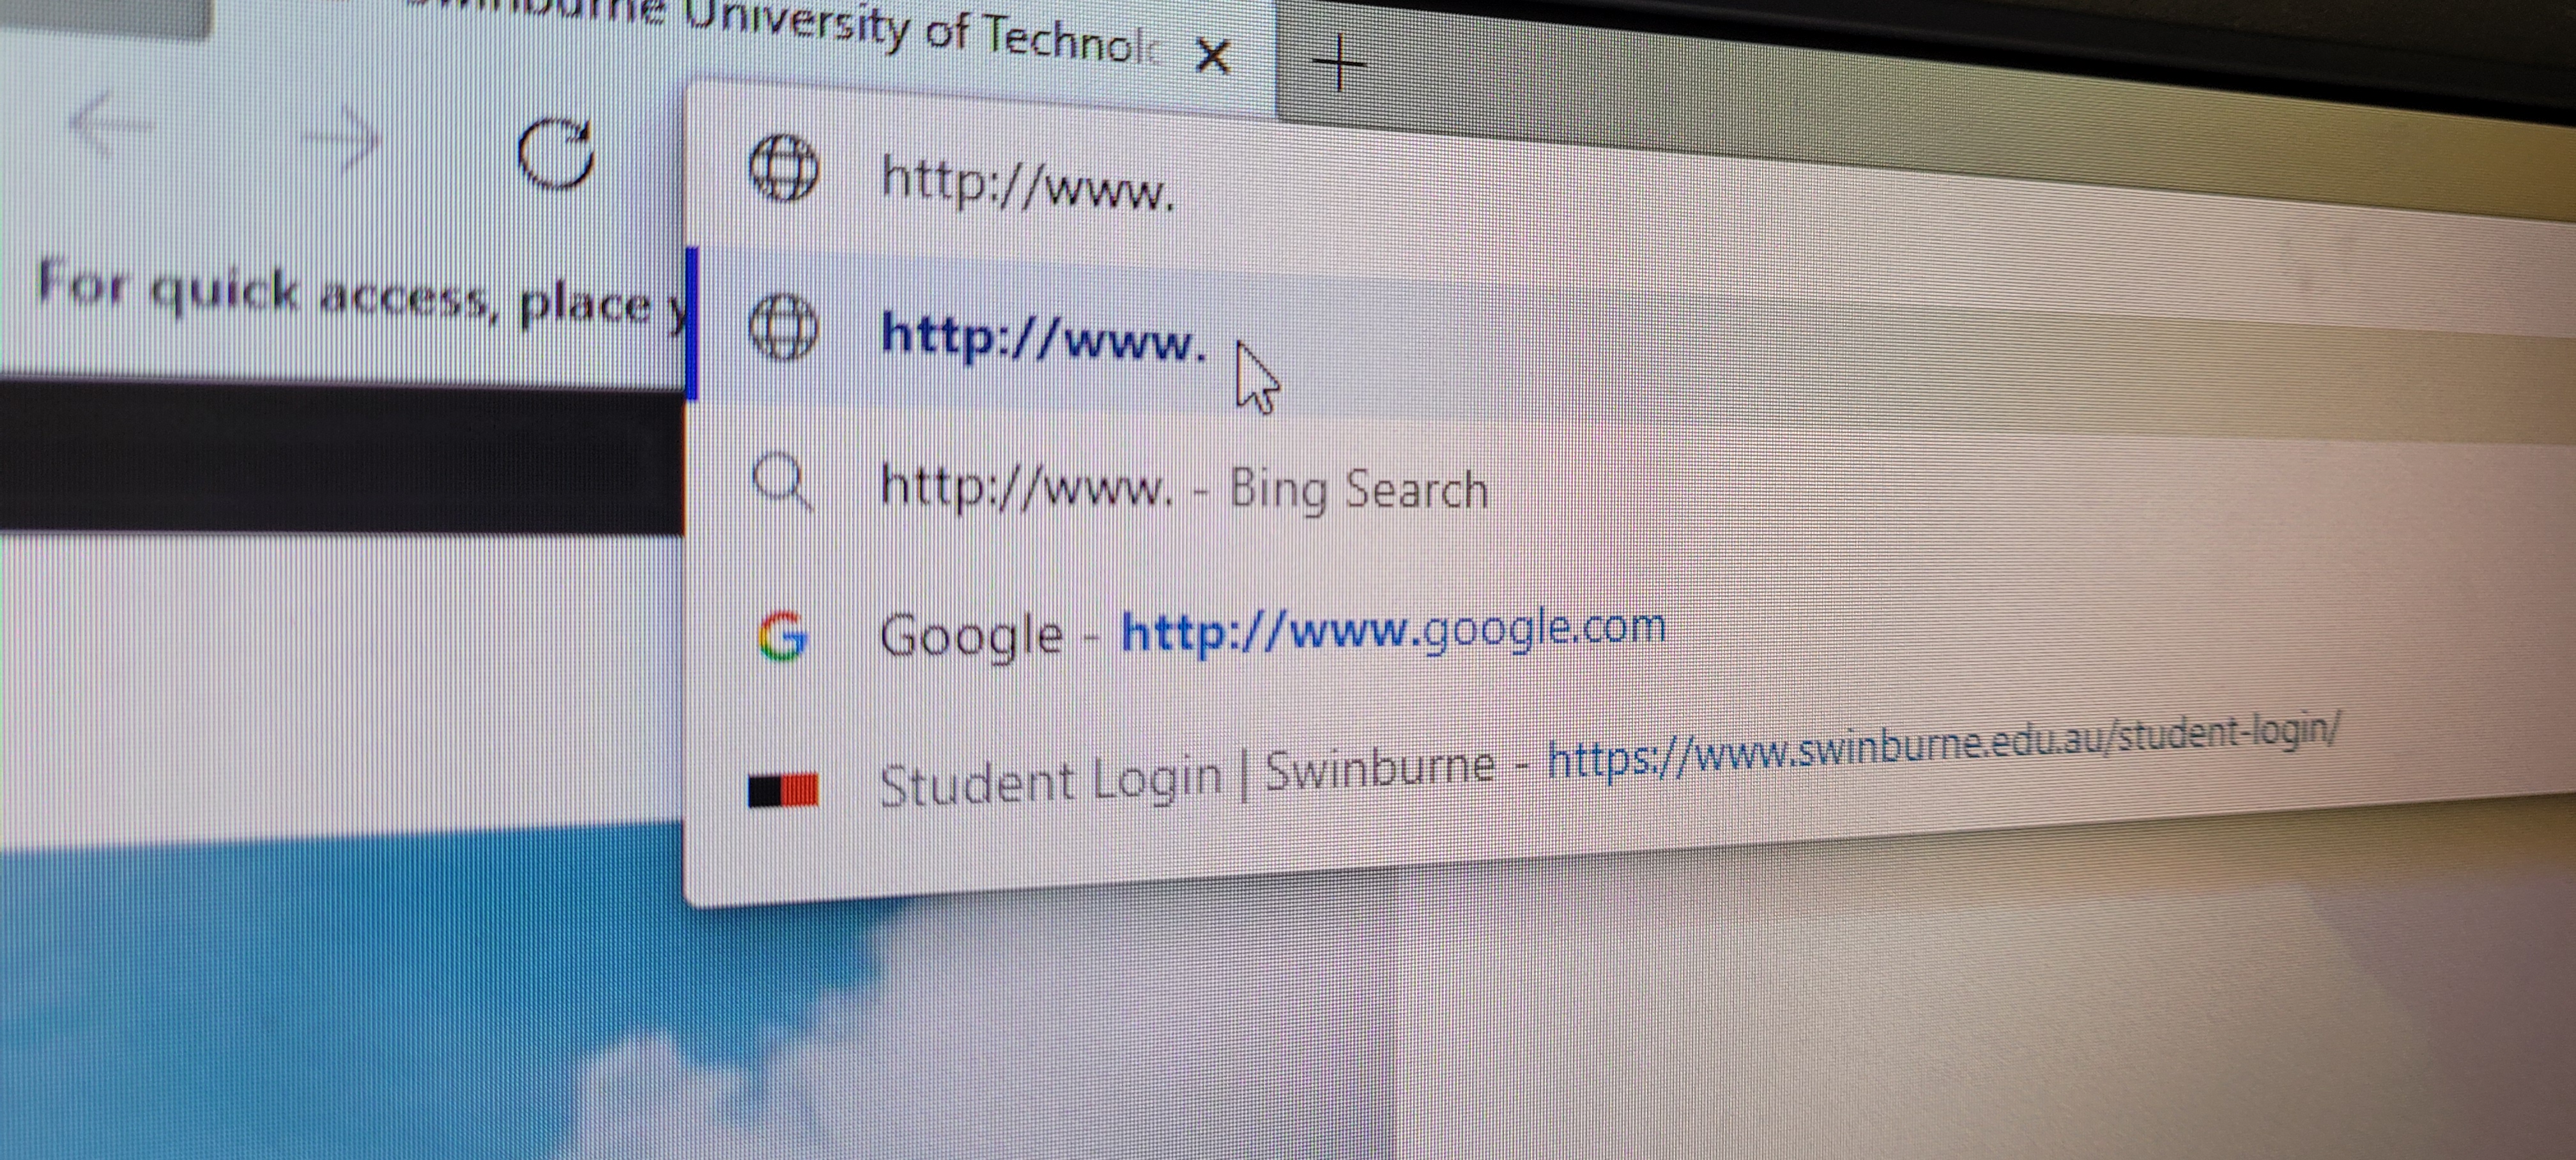 Swinburne University of Technolo
http://www.
For quick access, place y
http://www.
http://www. - Bing Search
Google - http://www.google.com
Student Login | Swinburne - https://www.swinburne.edu.au/student-login/